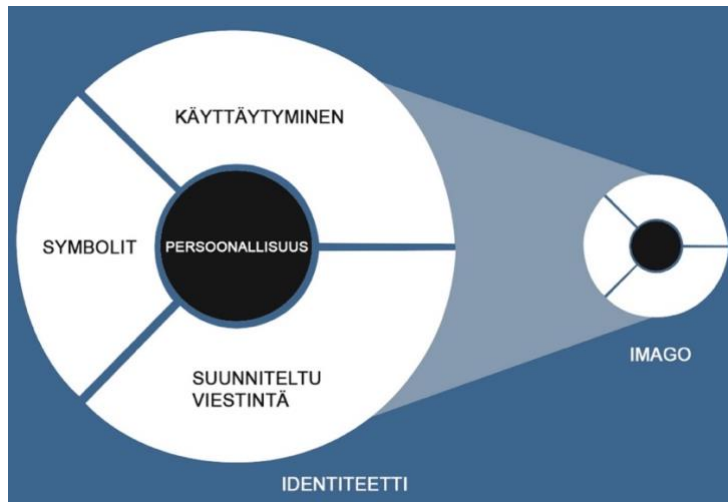 KÄYTTÄYTYMINEN
SYMBOLIT
PERSOONALLISUUS
SUUNNITELTU
VIESTINTÄ
IMAGO
IDENTITEETTI